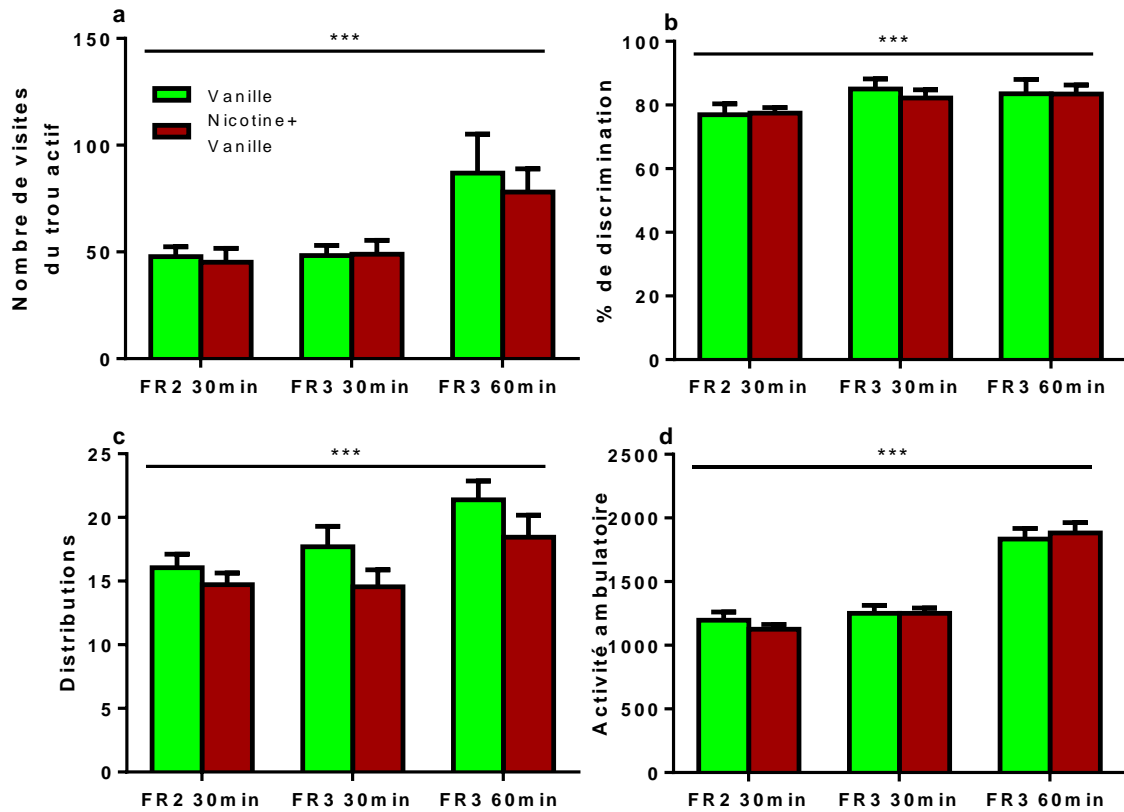 a
Nombre de visites
du trou actif
150
100
50
0
***
Vanille
Nicotine+
Vanille
FR2 30min
FR3 30min
FR3 60min
b
% de discrimination
100
80
60
40
20
0
***
FR2 30min
FR3 30min
FR3 60min
c
Distributions
25
20
15
10
5
0
***
FR2 30min
FR3 30min
FR3 60min
d
Activité ambulatoire
2500
2000
1500
1000
500
0
***
FR2 30min
FR3 30min
FR3 60min